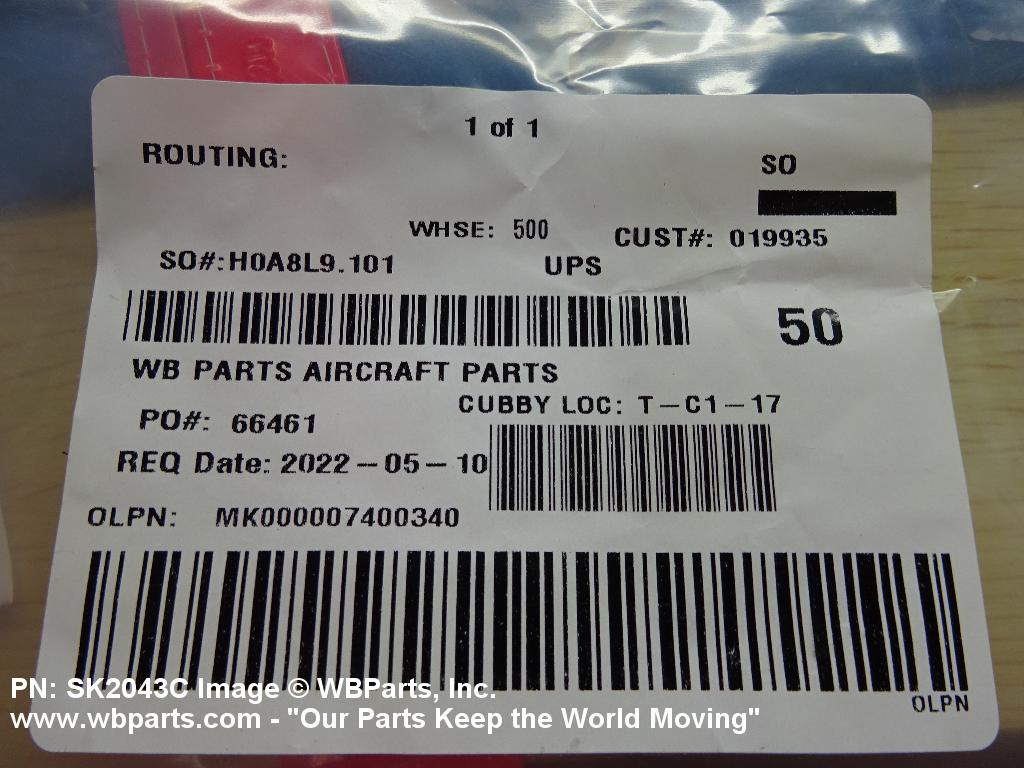 1 of 1
ROUTING:
SO
WHSE: 500
CUST#: 019935
SO#:H0A8L9.101
UPS
50
WB PARTS AIRCRAFT PARTS
CUBBY LOC: T-C1-17
PO#: 66461
REQ Date: 2022-05-10
OLPN: MK000007400340
OLPN
PN: SK2043C Image © WBParts, Inc.
www.wbparts.com - "Our Parts Keep the World Moving"